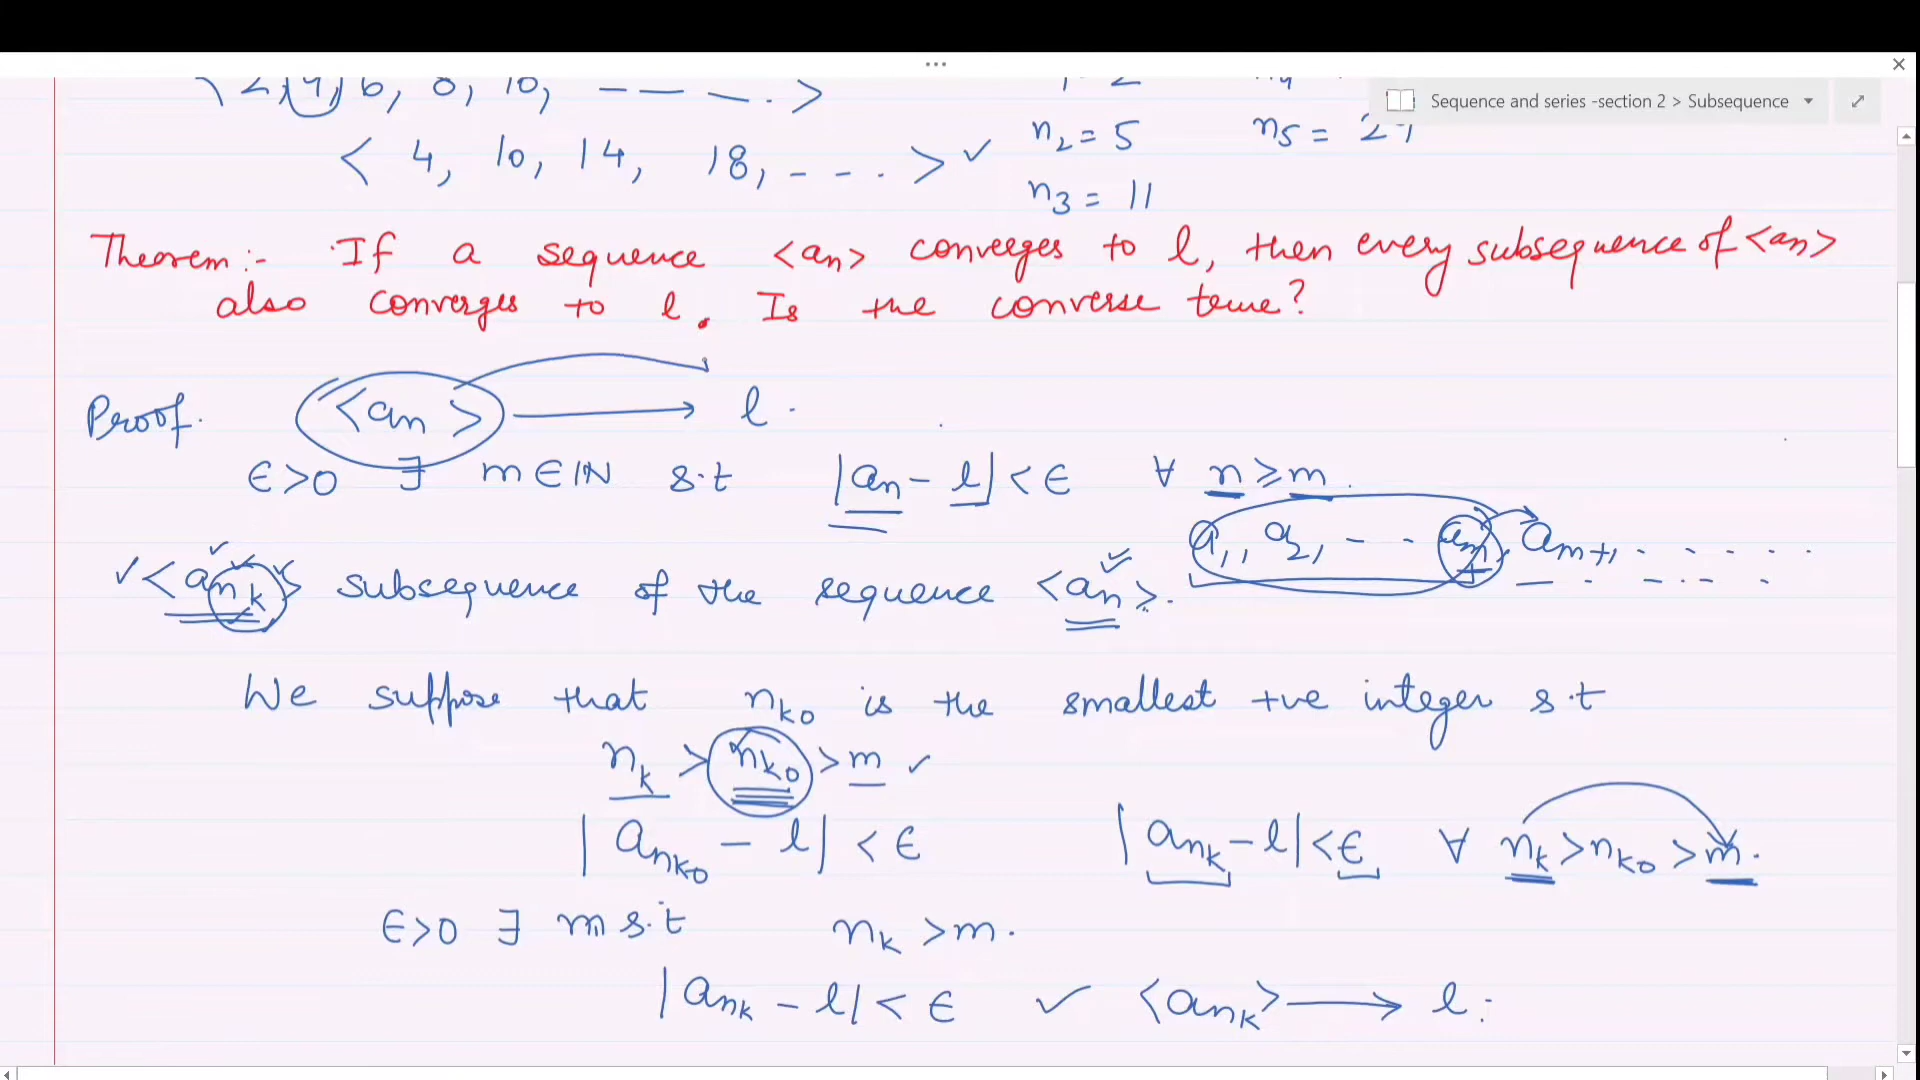 Sequence and series -section 2 > Subsequence
10, — — —. >
n2 = 5
n5 =
< 4, 10, 14, 18, - - -. > ✓
n3 = 11
Theorem:- If a sequence <an> converges to l, then every subsequence of <an>
also converges to l. Is the converse true?
Proof. <an> ⟶ l.
∈>0 ∃ m∈IN s.t |an - l| < ∈ ∀ n ≥ m.
a1, a2, - - am, am+1, . . . . .
✓<ank> subsequence of the sequence <an>.
We suppose that nk0 is the smallest +ve integer s.t
nk > nk0 > m ✓
|ank0 - l| < ∈ |ank - l| < ∈ ∀ nk > nk0 > m.
∈>0 ∃ m s.t nk > m.
|ank - l| < ∈ ✓ <ank> ⟶ l: